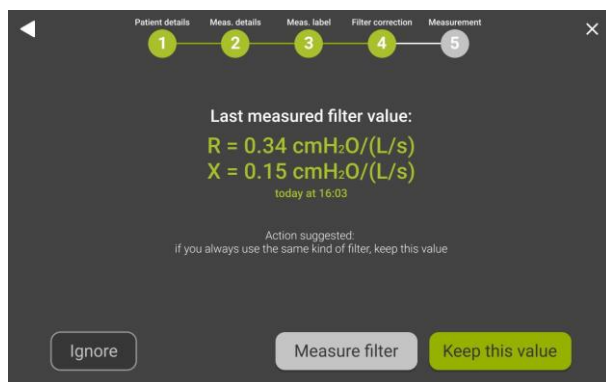 Patient details Meas. details Meas. label Filter correction Measurement
1 2 3 4 5
Last measured filter value:
R = 0.34 cmH₂O/(L/s)
X = 0.15 cmH₂O/(L/s)
today at 16:03
Action suggested:
if you always use the same kind of filter, keep this value
Ignore Measure filter Keep this value